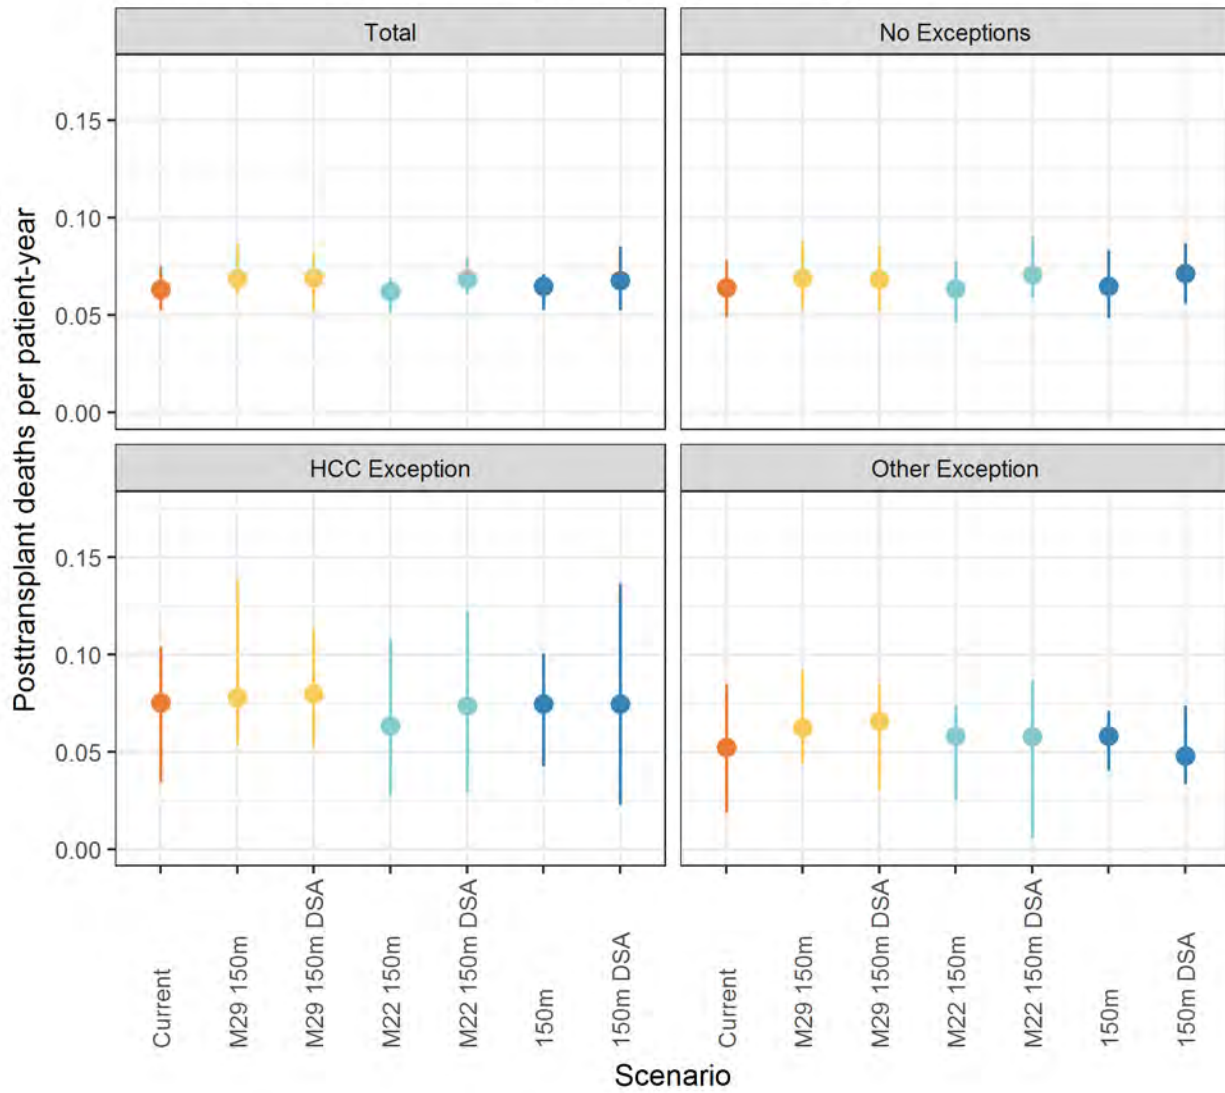 Total
No Exceptions
0.15
0.10
0.05
0.00
HCC Exception
Other Exception
0.15
0.10
0.05
0.00
Posttransplant deaths per patient-year
Current
M29 150m
M29 150m DSA
M22 150m
M22 150m DSA
150m
150m DSA
Current
M29 150m
M29 150m DSA
M22 150m
M22 150m DSA
150m
150m DSA
Scenario